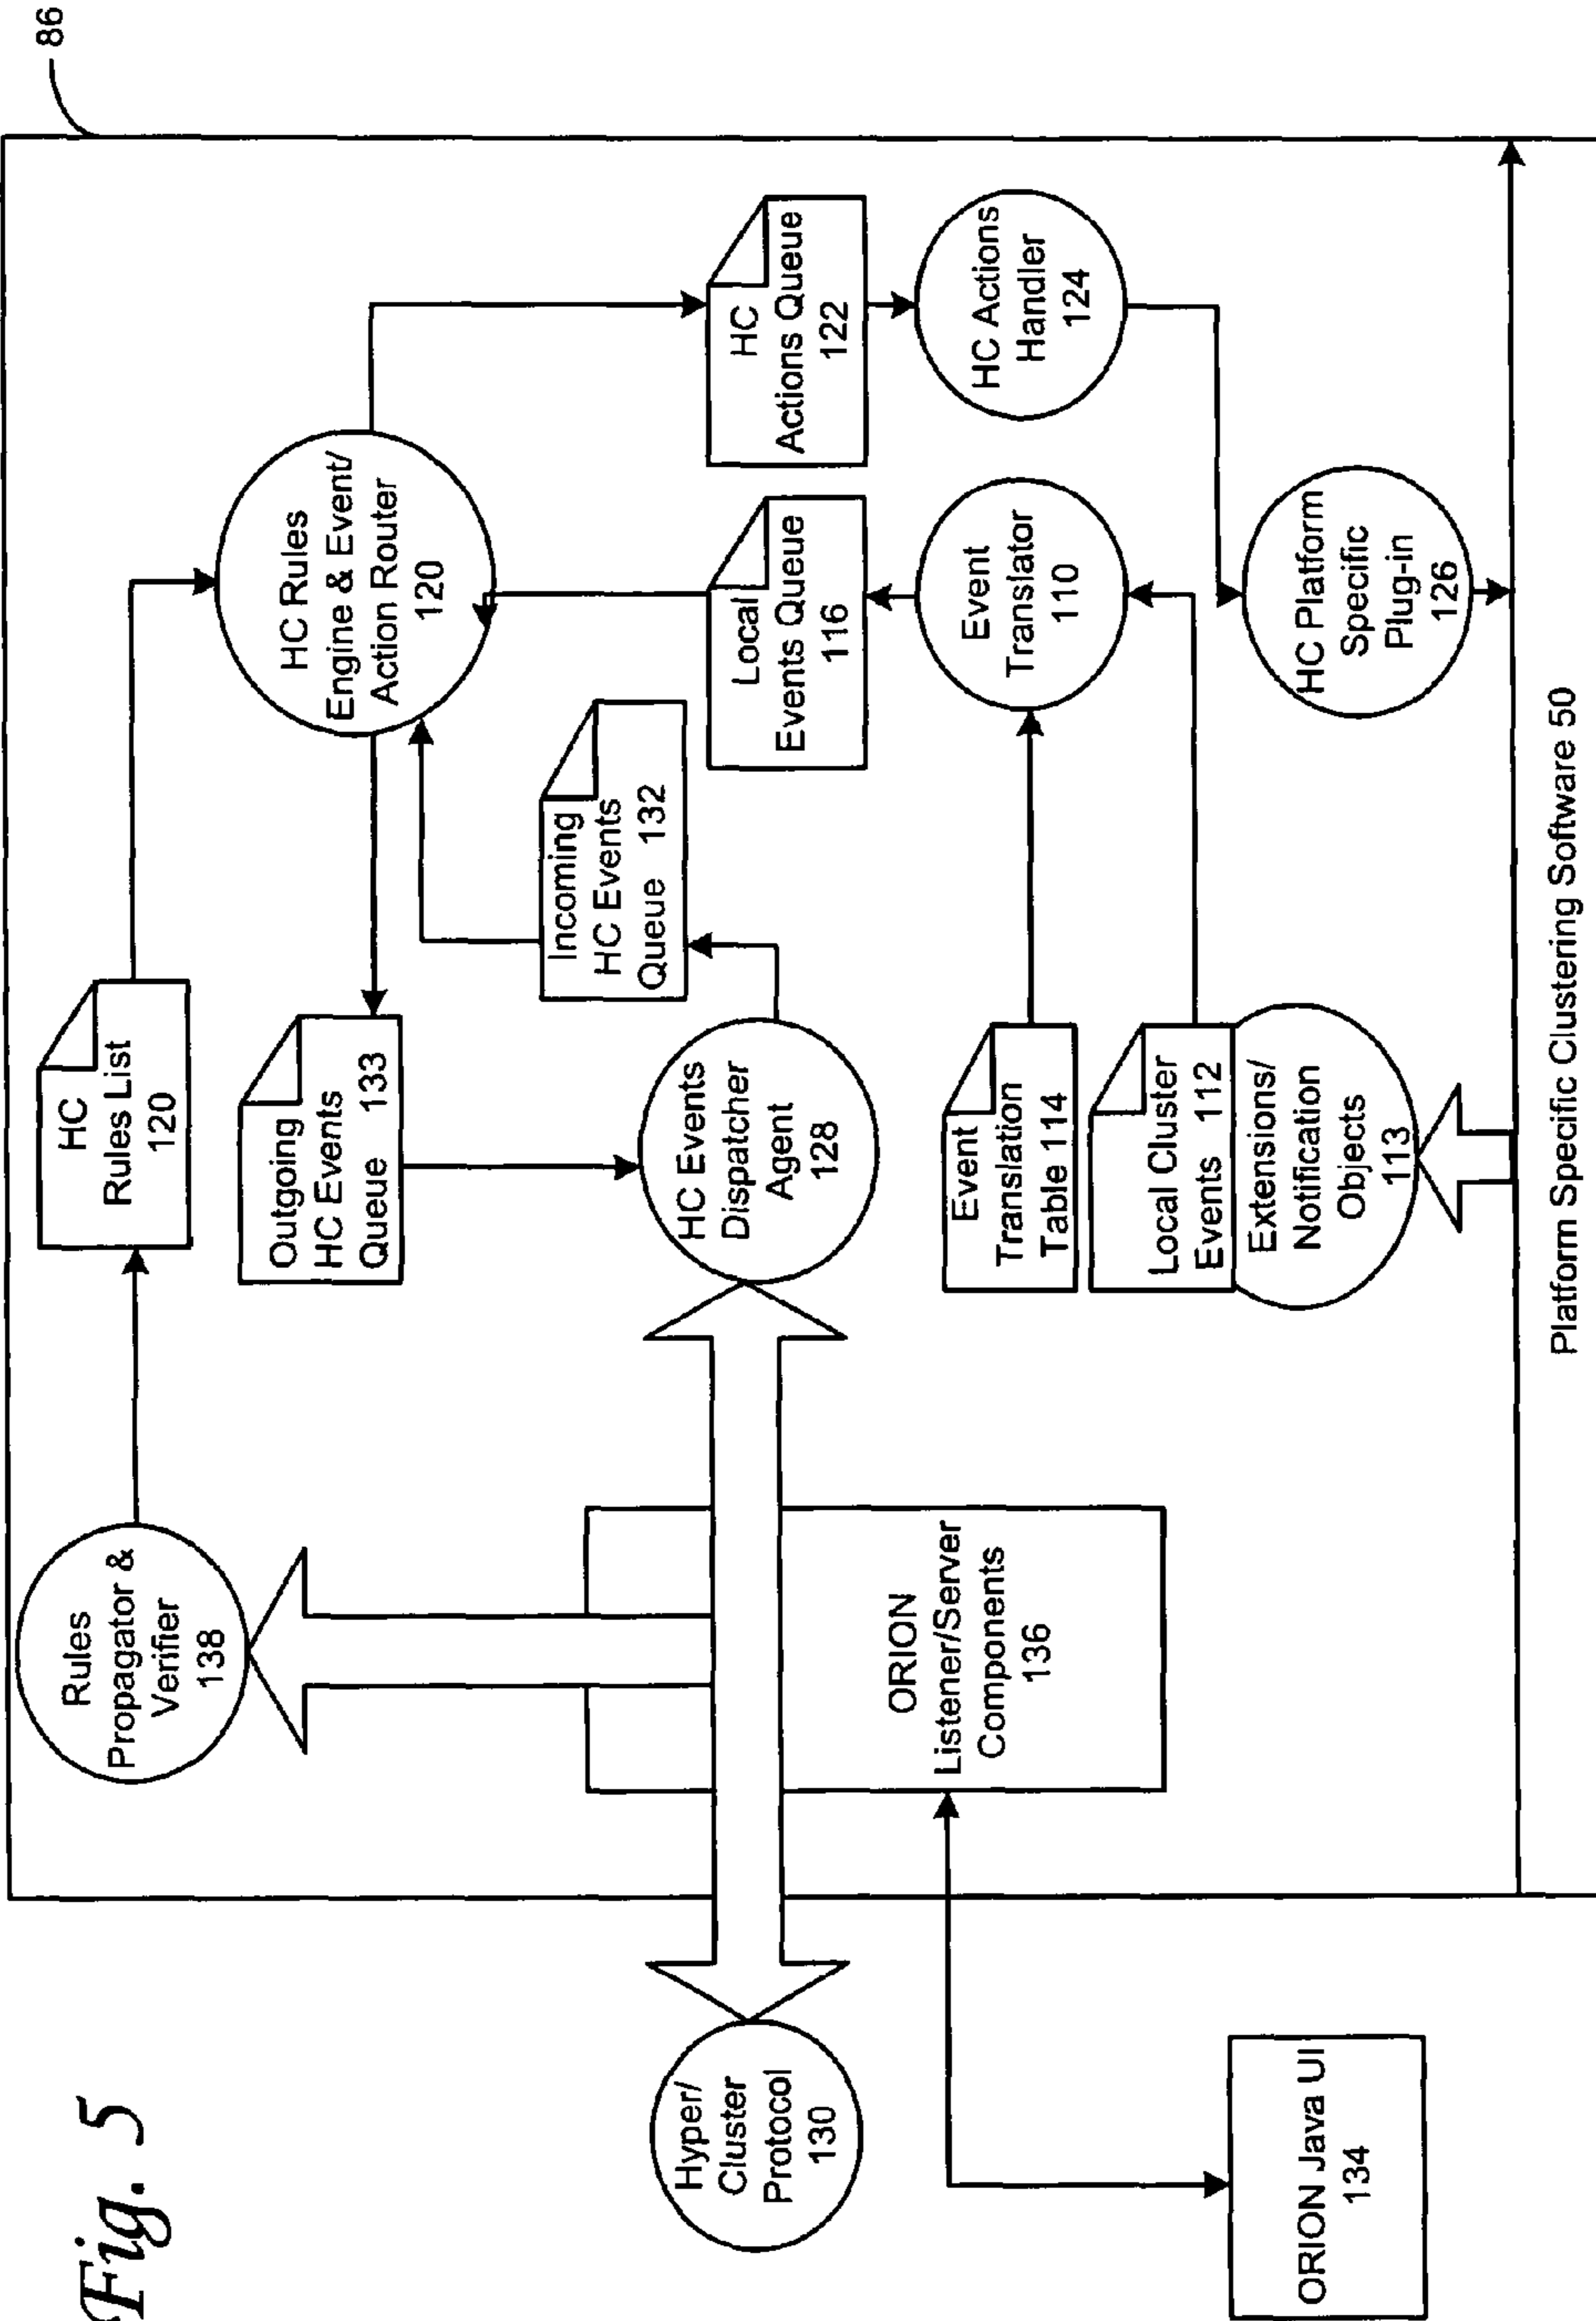 Fig. 5
86
Rules
Propagator &
Verifier
138
HC
Rules List
120
HC Rules
Engine & Event/
Action Router
120
Outgoing
HC Events
Queue 133
Incoming
HC Events
Queue 132
Hyper/
Cluster
Protocol
130
HC Events
Dispatcher
Agent
128
Local
Events Queue
116
HC
Actions Queue
122
ORION
Listener/Server
Components
136
Event
Translation
Table 114
Event
Translator
110
HC Actions
Handler
124
Local Cluster
Events 112
Extensions/
Notification
Objects
113
HC Platform
Specific
Plug-in
126
ORION Java UI
134
Platform Specific Clustering Software 50